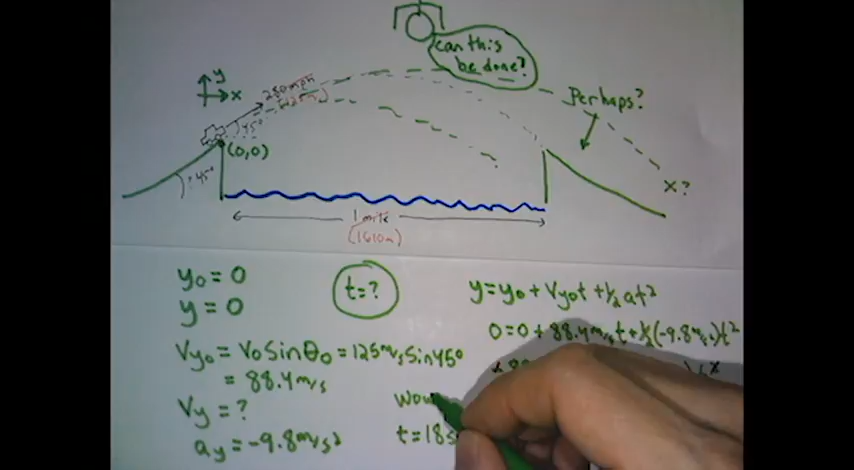 can this
be done?
y
x
280 mph
(125m/s)
45°
Perhaps?
(0,0)
45°
x?
1 mile
(1610m)
y₀ = 0
t=?
y=y₀+Vy₀t+½at²
y = 0
0=0+88.4m/s t+½(-9.8m/s²)t²
Vy₀ = V₀sinθ₀ = 125m/s sin45°
= 88.4m/s
Vy = ?
t=18s
ay = -9.8m/s²